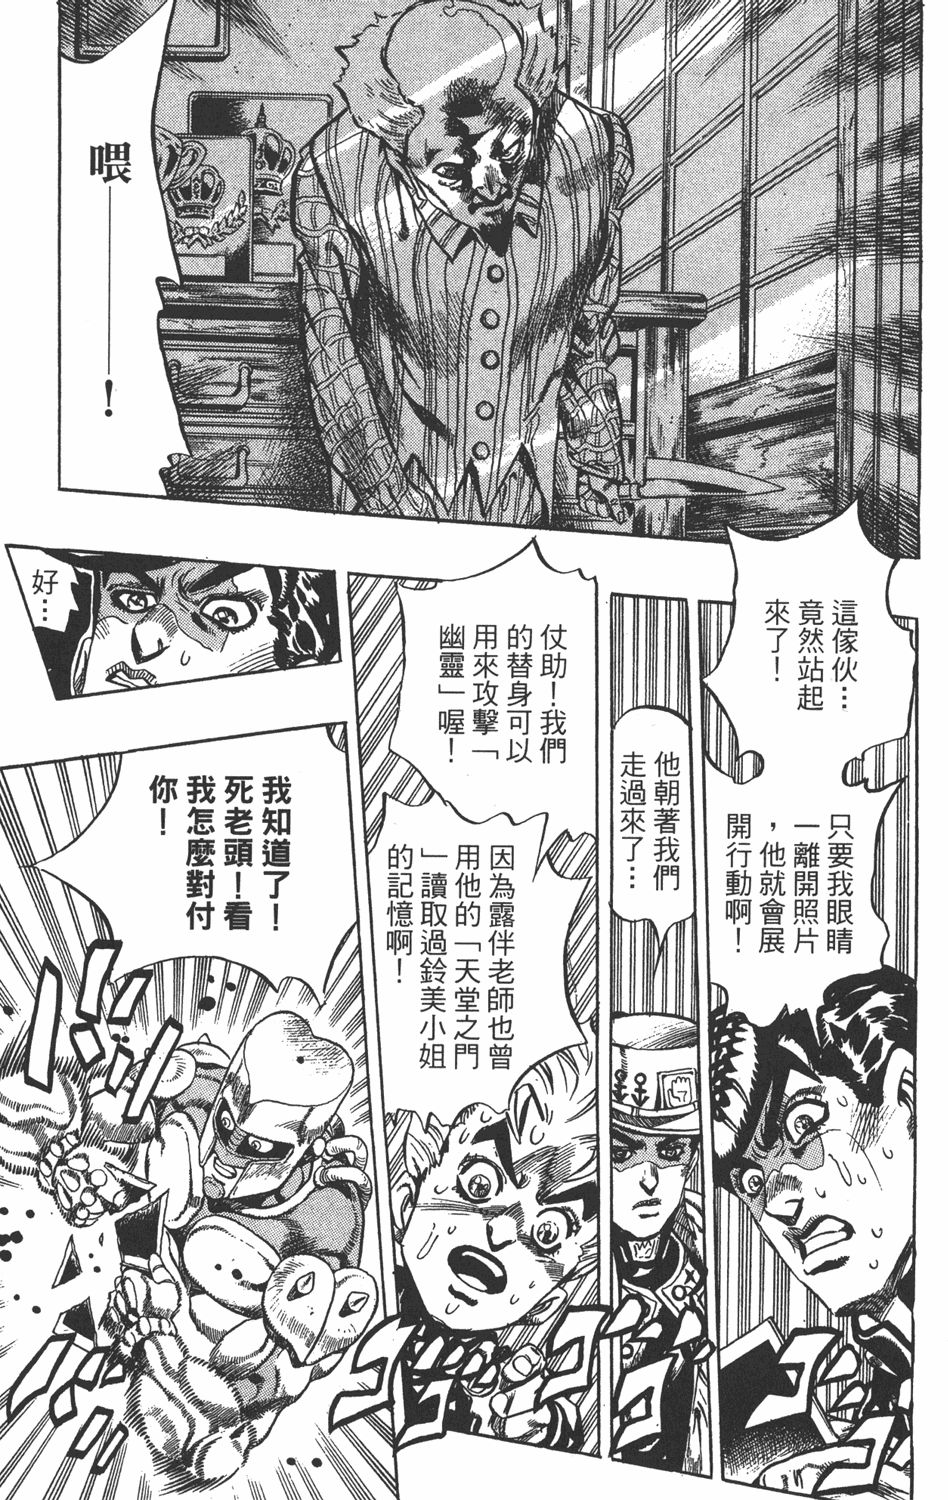 喂——！
這傢伙…
竟然站起
來了！
只要我眼睛
一離開照片
，他就會展
開行動啊！
他朝著我們
走過來了…
仗助！我們
的替身可以
用來攻擊「
幽靈」喔！
因為露伴老師也曾
用他的「天堂之門
」讀取過鈴美小姐
的記憶啊！
好…
我知道了！
死老頭！看
我怎麼對付
你！
ゴゴゴゴ